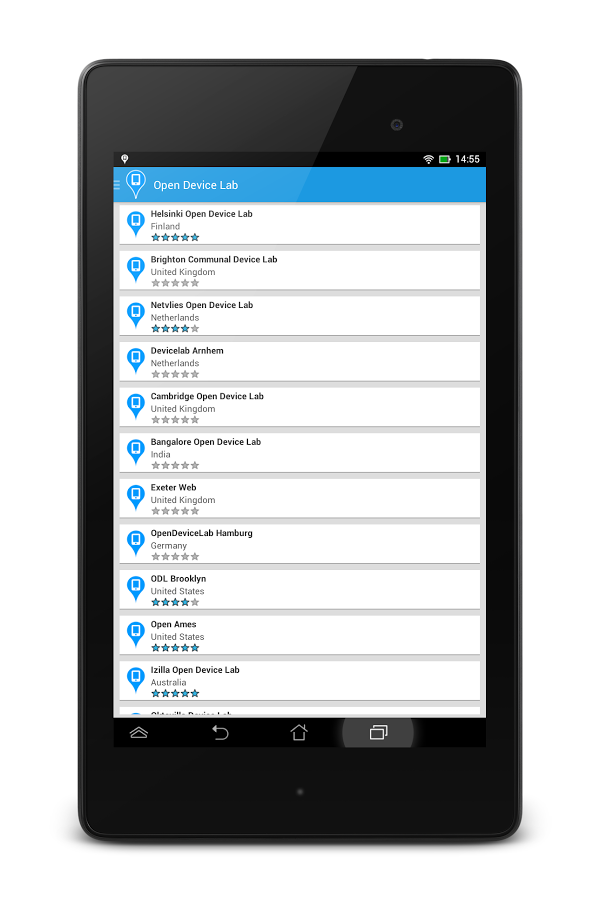 14:55
Open Device Lab
Helsinki Open Device Lab
Finland
Brighton Communal Device Lab
United Kingdom
Netvlies Open Device Lab
Netherlands
Devicelab Arnhem
Netherlands
Cambridge Open Device Lab
United Kingdom
Bangalore Open Device Lab
India
Exeter Web
United Kingdom
OpenDeviceLab Hamburg
Germany
ODL Brooklyn
United States
Open Ames
United States
Izilla Open Device Lab
Australia
Device Lab